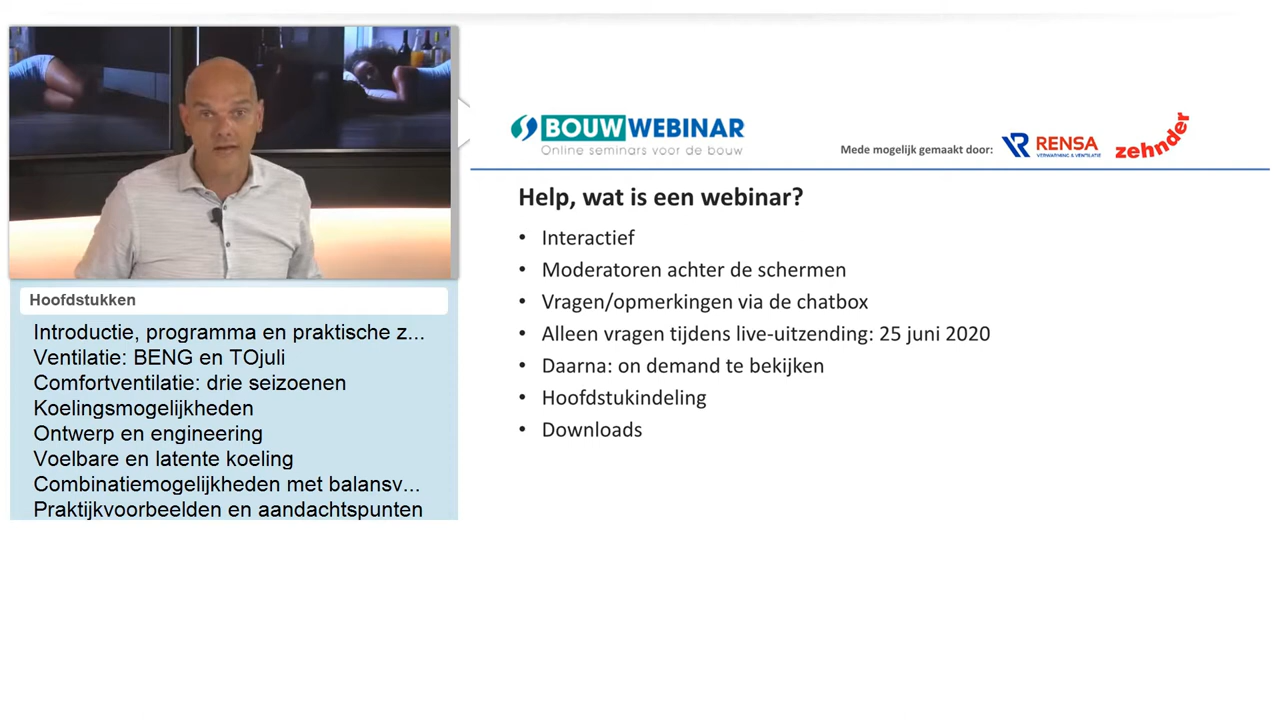 Hoofdstukken
Introductie, programma en praktische z...
Ventilatie: BENG en TOjuli
Comfortventilatie: drie seizoenen
Koelingsmogelijkheden
Ontwerp en engineering
Voelbare en latente koeling
Combinatiemogelijkheden met balansv...
Praktijkvoorbeelden en aandachtspunten
BOUWWEBINAR
Online seminars voor de bouw
Mede mogelijk gemaakt door:
RENSA
VERWARMING & VENTILATIE
zehnder
Help, wat is een webinar?
• Interactief
• Moderatoren achter de schermen
• Vragen/opmerkingen via de chatbox
• Alleen vragen tijdens live-uitzending: 25 juni 2020
• Daarna: on demand te bekijken
• Hoofdstukindeling
• Downloads